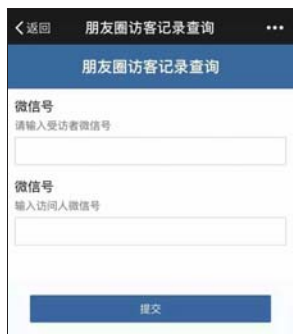 返回 朋友圈访客记录查询
朋友圈访客记录查询
微信号
请输入受访者微信号
微信号
输入访问人微信号
提交